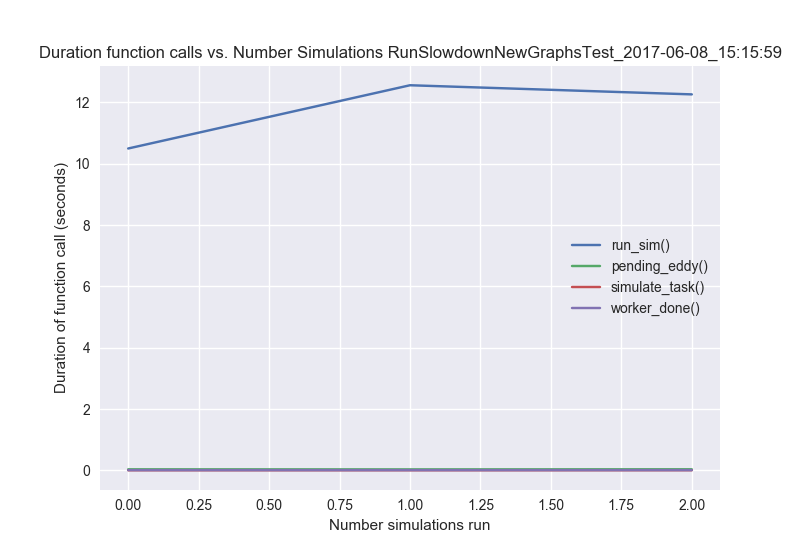 Duration function calls vs. Number Simulations RunSlowdownNewGraphsTest_2017-06-08_15:15:59
Duration of function call (seconds)
12
10
8
6
4
2
0
run_sim()
pending_eddy()
simulate_task()
worker_done()
0.00 0.25 0.50 0.75 1.00 1.25 1.50 1.75 2.00
Number simulations run